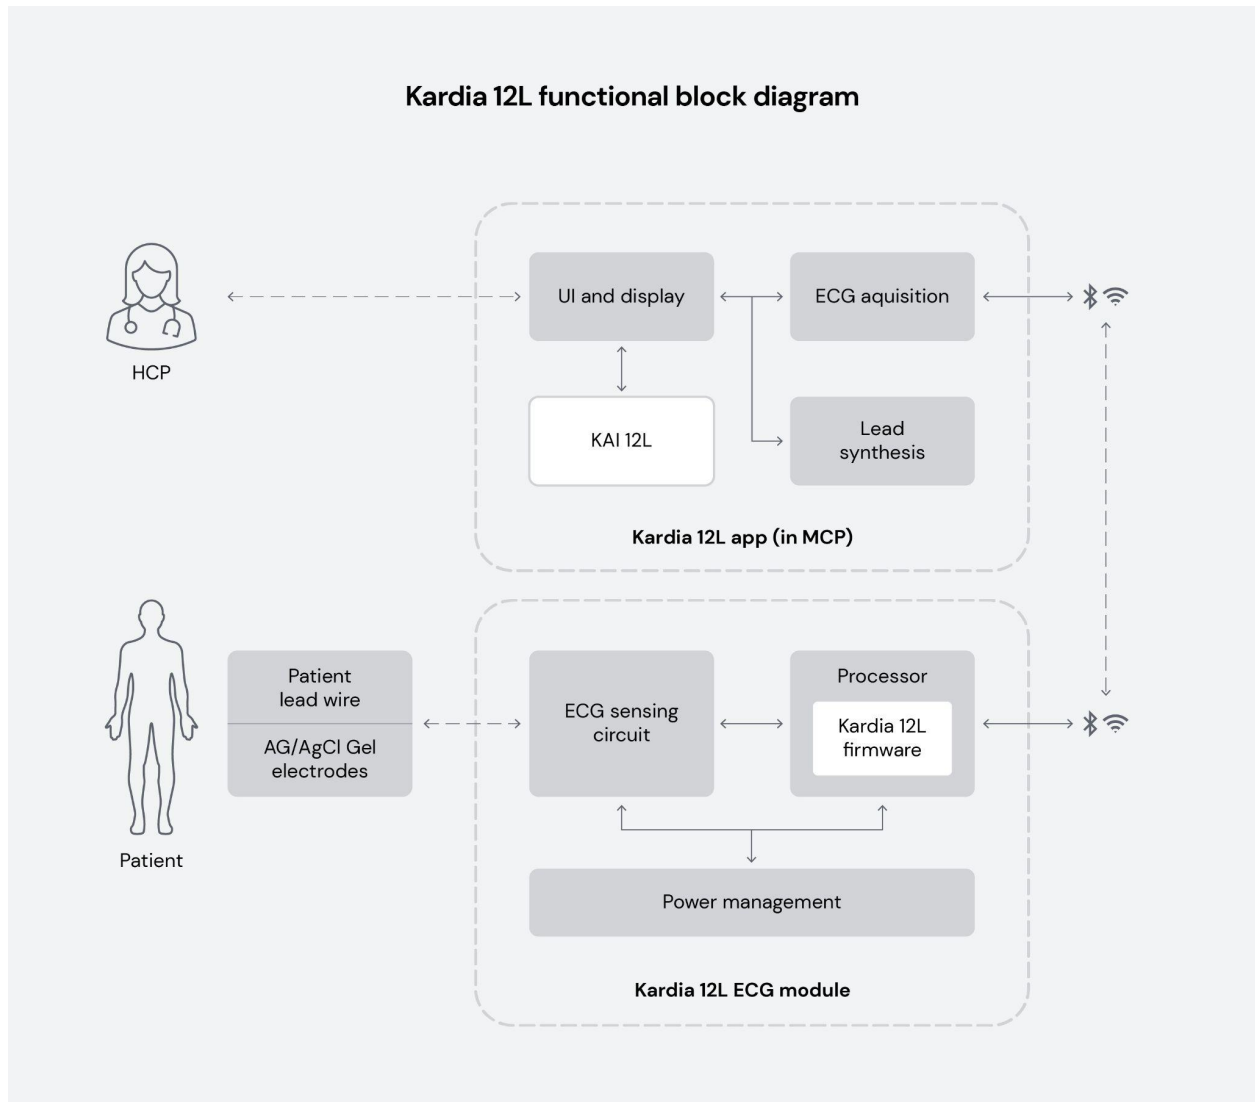 Kardia 12L functional block diagram
UI and display
ECG aquisition
HCP
KAI 12L
Lead
synthesis
Kardia 12L app (in MCP)
Patient
lead wire
AG/AgCl Gel
electrodes
ECG sensing
circuit
Processor
Kardia 12L
firmware
Patient
Power management
Kardia 12L ECG module